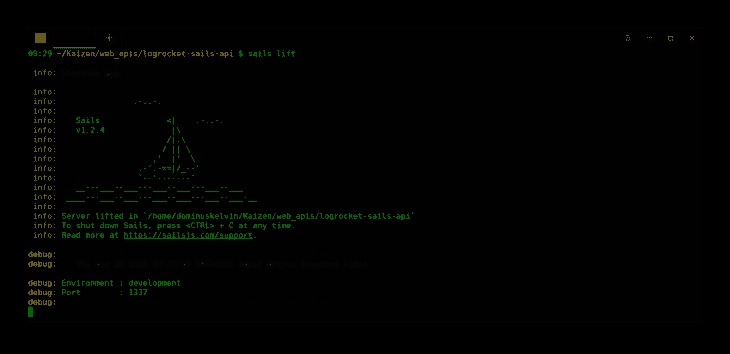 09:29 ~/Kaizen/web_apis/logrocket-sails-api $ sails lift
info:
info:
info: .-..-.
info:
info: Sails <| .-..-.
info: v1.2.4 |\
info: /|.\
info: / || \
info: ,' |' \
info: .-'.-==|/_--'
info: `--'-------'
info: __---___--___---___--___---___--___
info: ____---___--___---___--___---___--___-__
info:
info: Server lifted in `/home/dominuskelvin/Kaizen/web_apis/logrocket-sails-api`
info: To shut down Sails, press <CTRL> + C at any time.
info: Read more at https://sailsjs.com/support.
debug:
debug:
debug: Environment : development
debug: Port : 1337
debug: